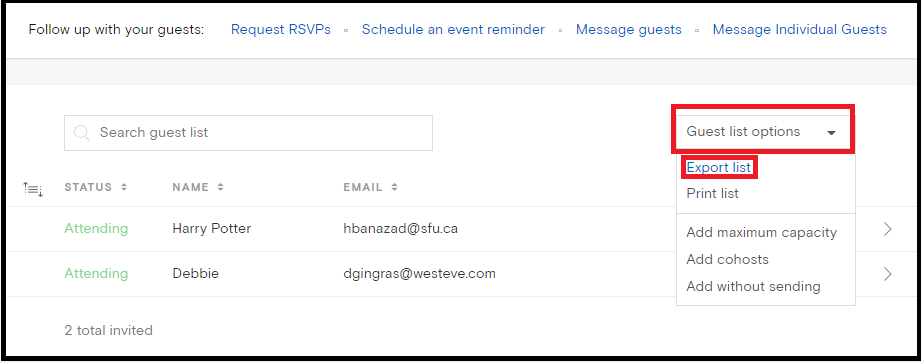 Follow up with your guests: Request RSVPs Schedule an event reminder Message guests Message Individual Guests
Search guest list
Guest list options
Export list
Print list
Add maximum capacity
Add cohosts
Add without sending
STATUS NAME EMAIL
Attending Harry Potter hbanazad@sfu.ca
Attending Debbie dgingras@westeve.com
2 total invited